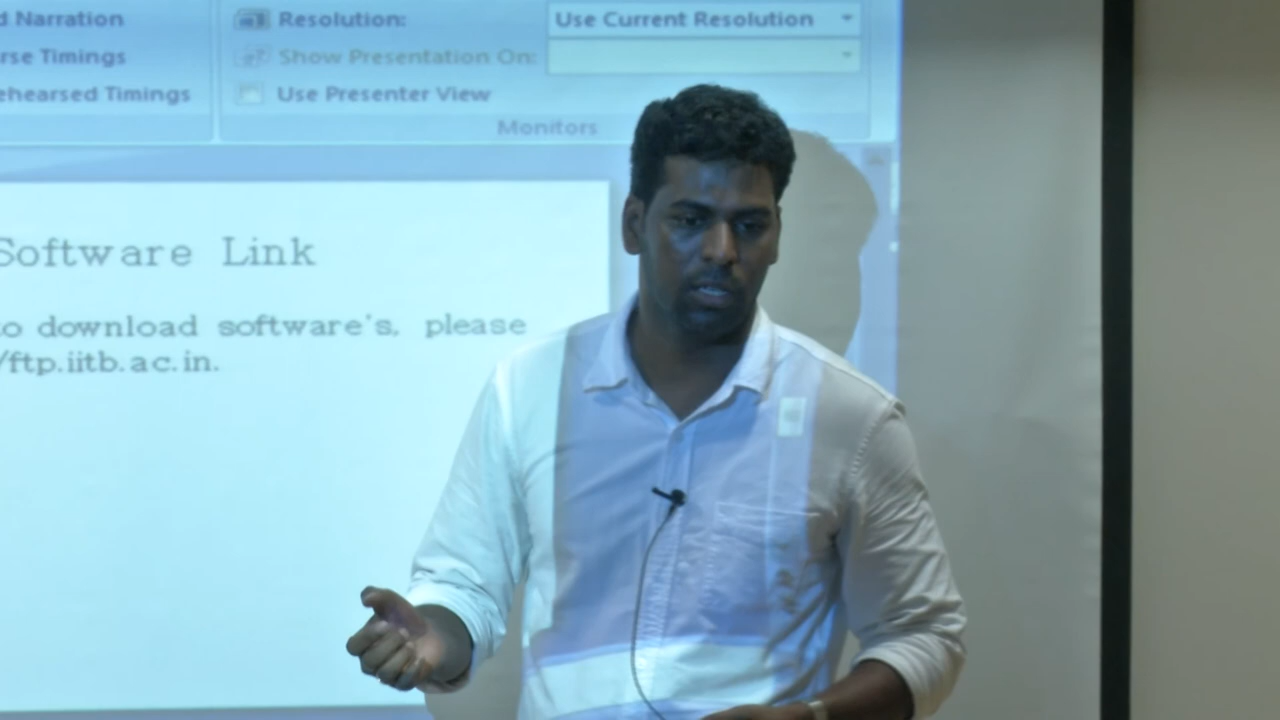 Narration
Resolution:
Use Current Resolution
Timings
Show Presentation On:
Timings
Use Presenter View
Monitors
Software Link
to download software's, please
/ftp.iitb.ac.in.